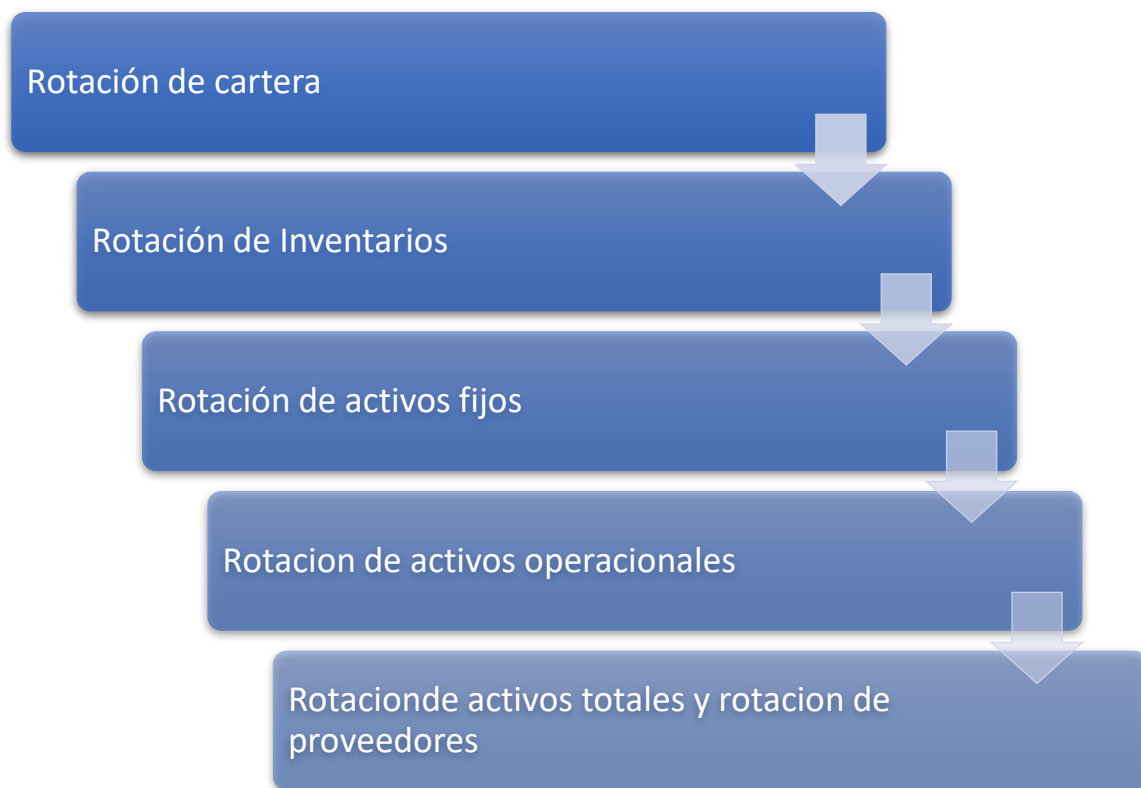 Rotación de cartera
Rotación de Inventarios
Rotación de activos fijos
Rotacion de activos operacionales
Rotacionde activos totales y rotacion de
proveedores